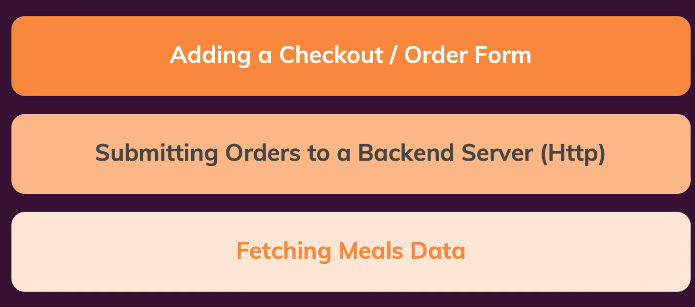 Adding a Checkout / Order Form
Submitting Orders to a Backend Server (Http)
Fetching Meals Data